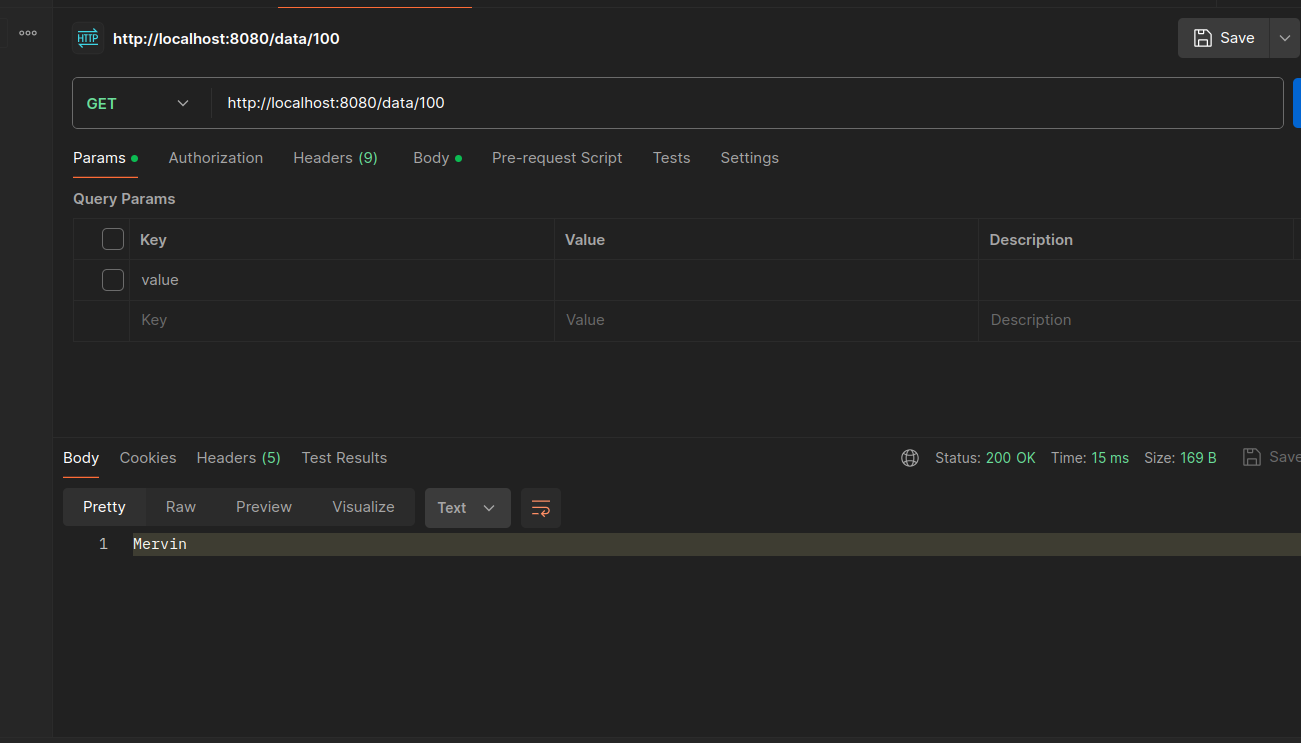 HTTP http://localhost:8080/data/100 Save
GET http://localhost:8080/data/100
Params Authorization Headers (9) Body Pre-request Script Tests Settings
Query Params
Key Value Description
value
Key Value Description
Body Cookies Headers (5) Test Results Status: 200 OK Time: 15 ms Size: 169 B Save
Pretty Raw Preview Visualize Text
1 Mervin